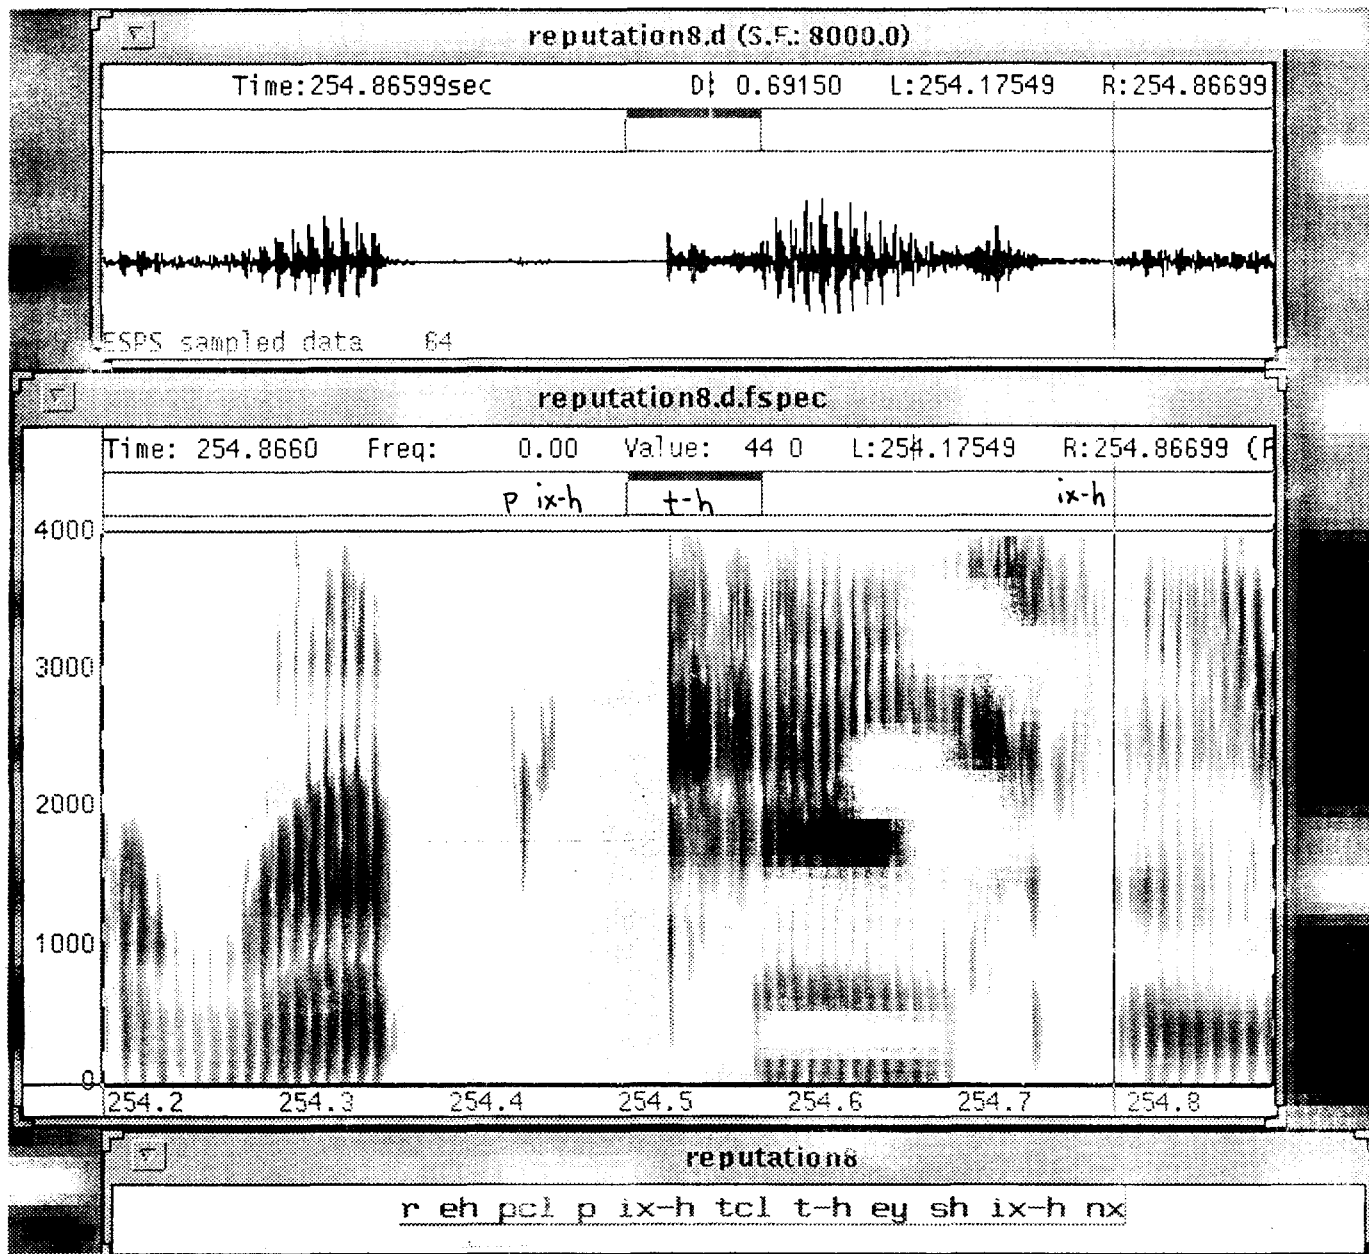 reputation8.d (S.F.: 8000.0)
Time:254.86599sec D: 0.69150 L:254.17549 R:254.86699
ESPS sampled data 64
reputation8.d.fspec
Time: 254.8660 Freq: 0.00 Value: 44 0 L:254.17549 R:254.86699 (F
p ix-h t-h ix-h
4000
3000
2000
1000
0
254.2 254.3 254.4 254.5 254.6 254.7 254.8
reputation8
r eh pcl p ix-h tcl t-h ey sh ix-h nx